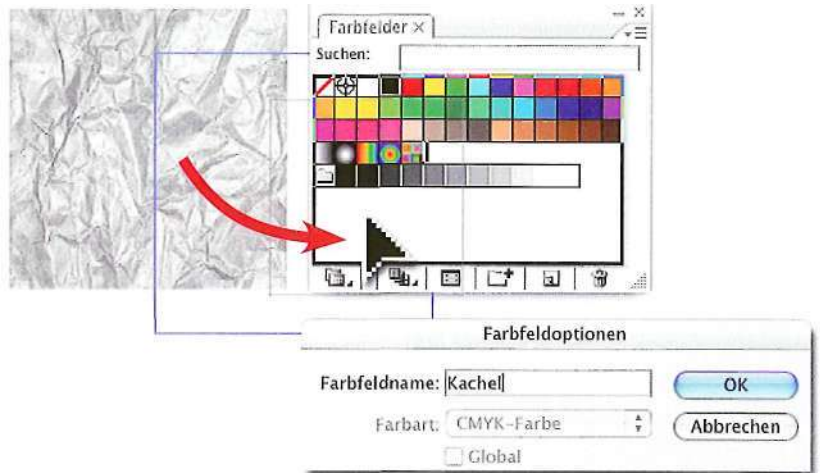 Farbfelder ×
Suchen:
Farbfeldoptionen
Farbfeldname: Kachel
OK
Farbart: CMYK-Farbe
Abbrechen
Global